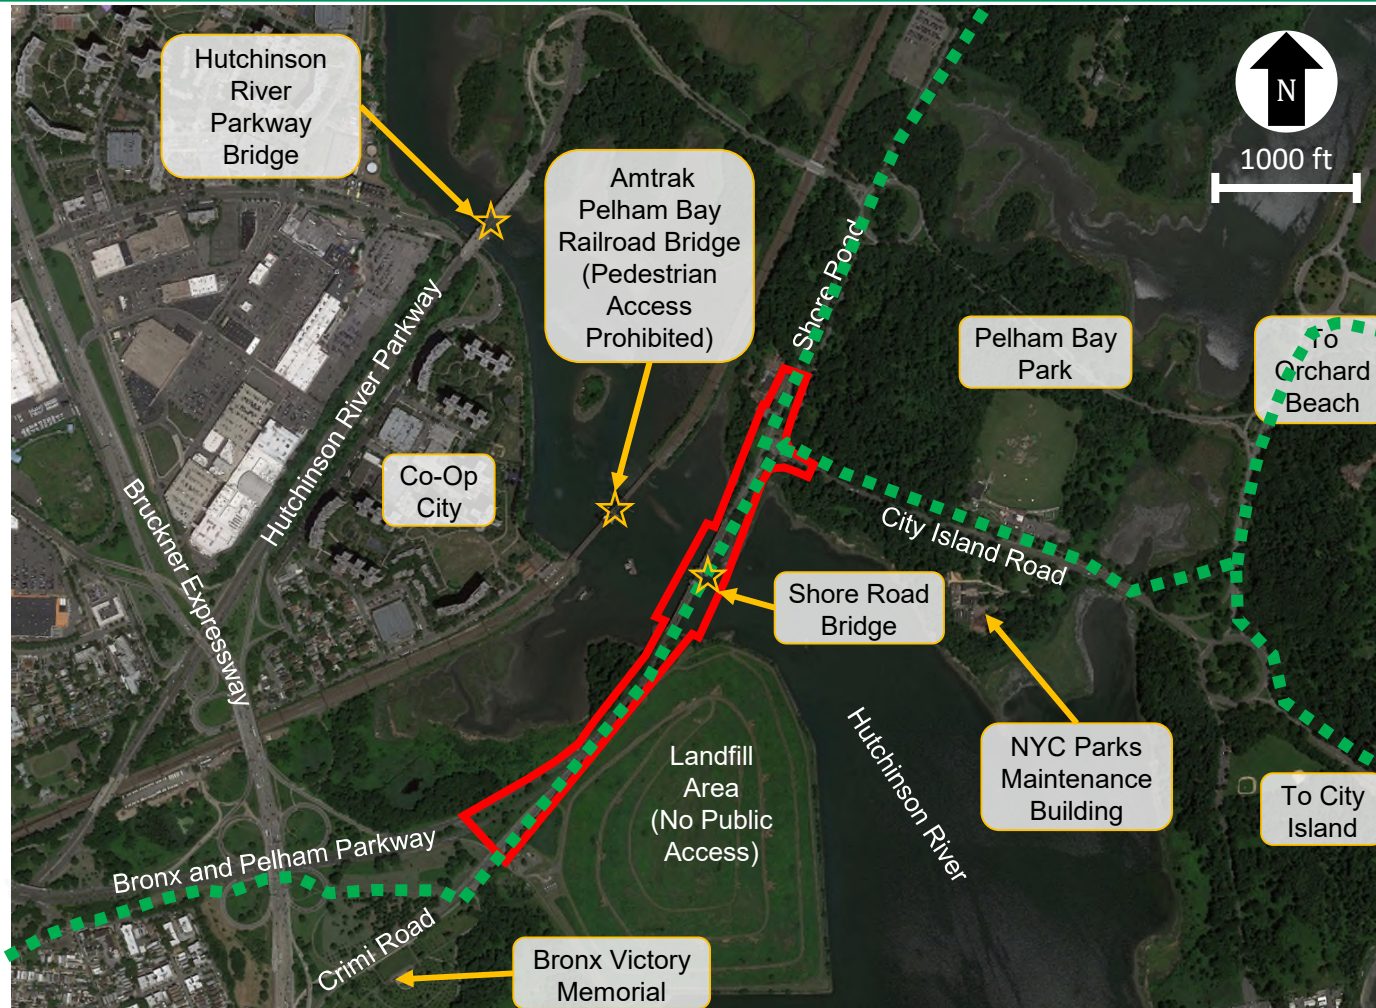 Hutchinson
River
Parkway
Bridge
Amtrak
Pelham Bay
Railroad Bridge
(Pedestrian
Access
Prohibited)
N
1000 ft
Shore Road
Pelham Bay
Park
To
Orchard
Beach
Hutchinson River Parkway
Co-Op
City
Bruckner Expressway
City Island Road
Shore Road
Bridge
NYC Parks
Maintenance
Building
Hutchinson River
Landfill
Area
(No Public
Access)
To City
Island
Bronx and Pelham Parkway
Crimi Road
Bronx Victory
Memorial